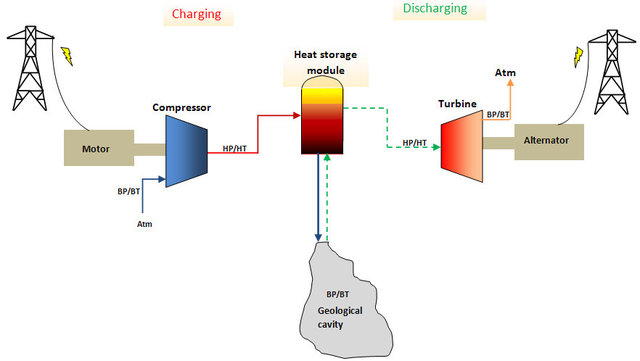 Charging
Discharging
Heat storage
module
Atm
Compressor
Turbine
BP/BT
Motor
HP/HT
HP/HT
Alternator
BP/BT
Atm
BP/BT
Geological
cavity